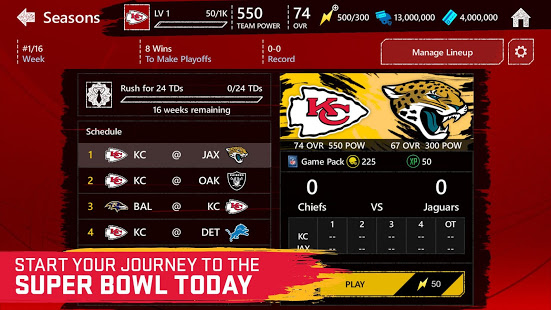 Seasons
LV 1 50/1K
550 TEAM POWER
74 OVR
500/300
13,000,000
4,000,000
#1/16 Week
8 Wins To Make Playoffs
0-0 Record
Manage Lineup
Rush for 24 TDs 0/24 TDs
16 weeks remaining
Schedule
1 KC @ JAX
2 KC @ OAK
3 BAL @ KC
4 KC @ DET
KC
74 OVR 550 POW
67 OVR 300 POW
Game Pack 225 XP 50
0 0
Chiefs VS Jaguars
1 2 3 4 OT
KC -- -- -- -- --
JAX -- -- -- -- --
PLAY 50
START YOUR JOURNEY TO THE
SUPER BOWL TODAY